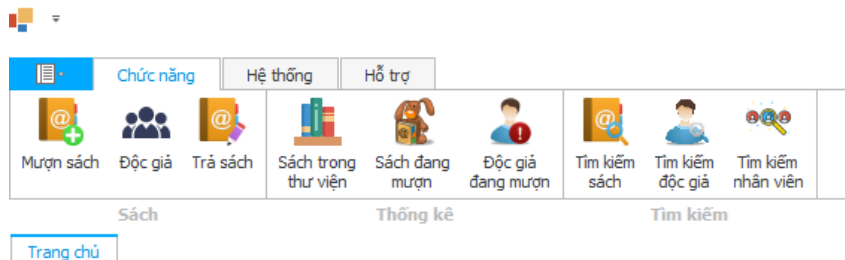 Chức năng Hệ thống Hỗ trợ
Mượn sách Độc giả Trả sách Sách trong thư viện Sách đang mượn Độc giả đang mượn Tìm kiếm sách Tìm kiếm độc giả Tìm kiếm nhân viên
Sách Thống kê Tìm kiếm
Trang chủ